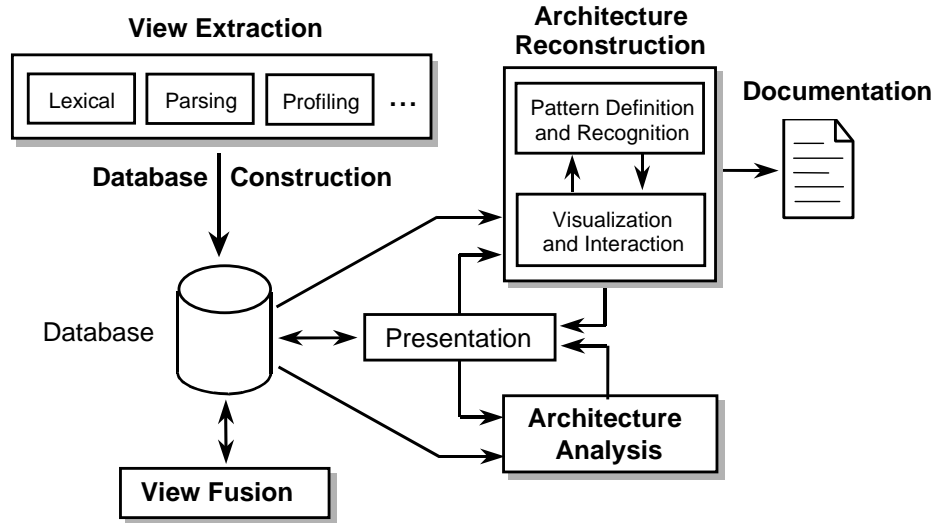 View Extraction
Lexical
Parsing
Profiling
...
Architecture
Reconstruction
Pattern Definition
and Recognition
Visualization
and Interaction
Documentation
Database Construction
Database
Presentation
Architecture
Analysis
View Fusion